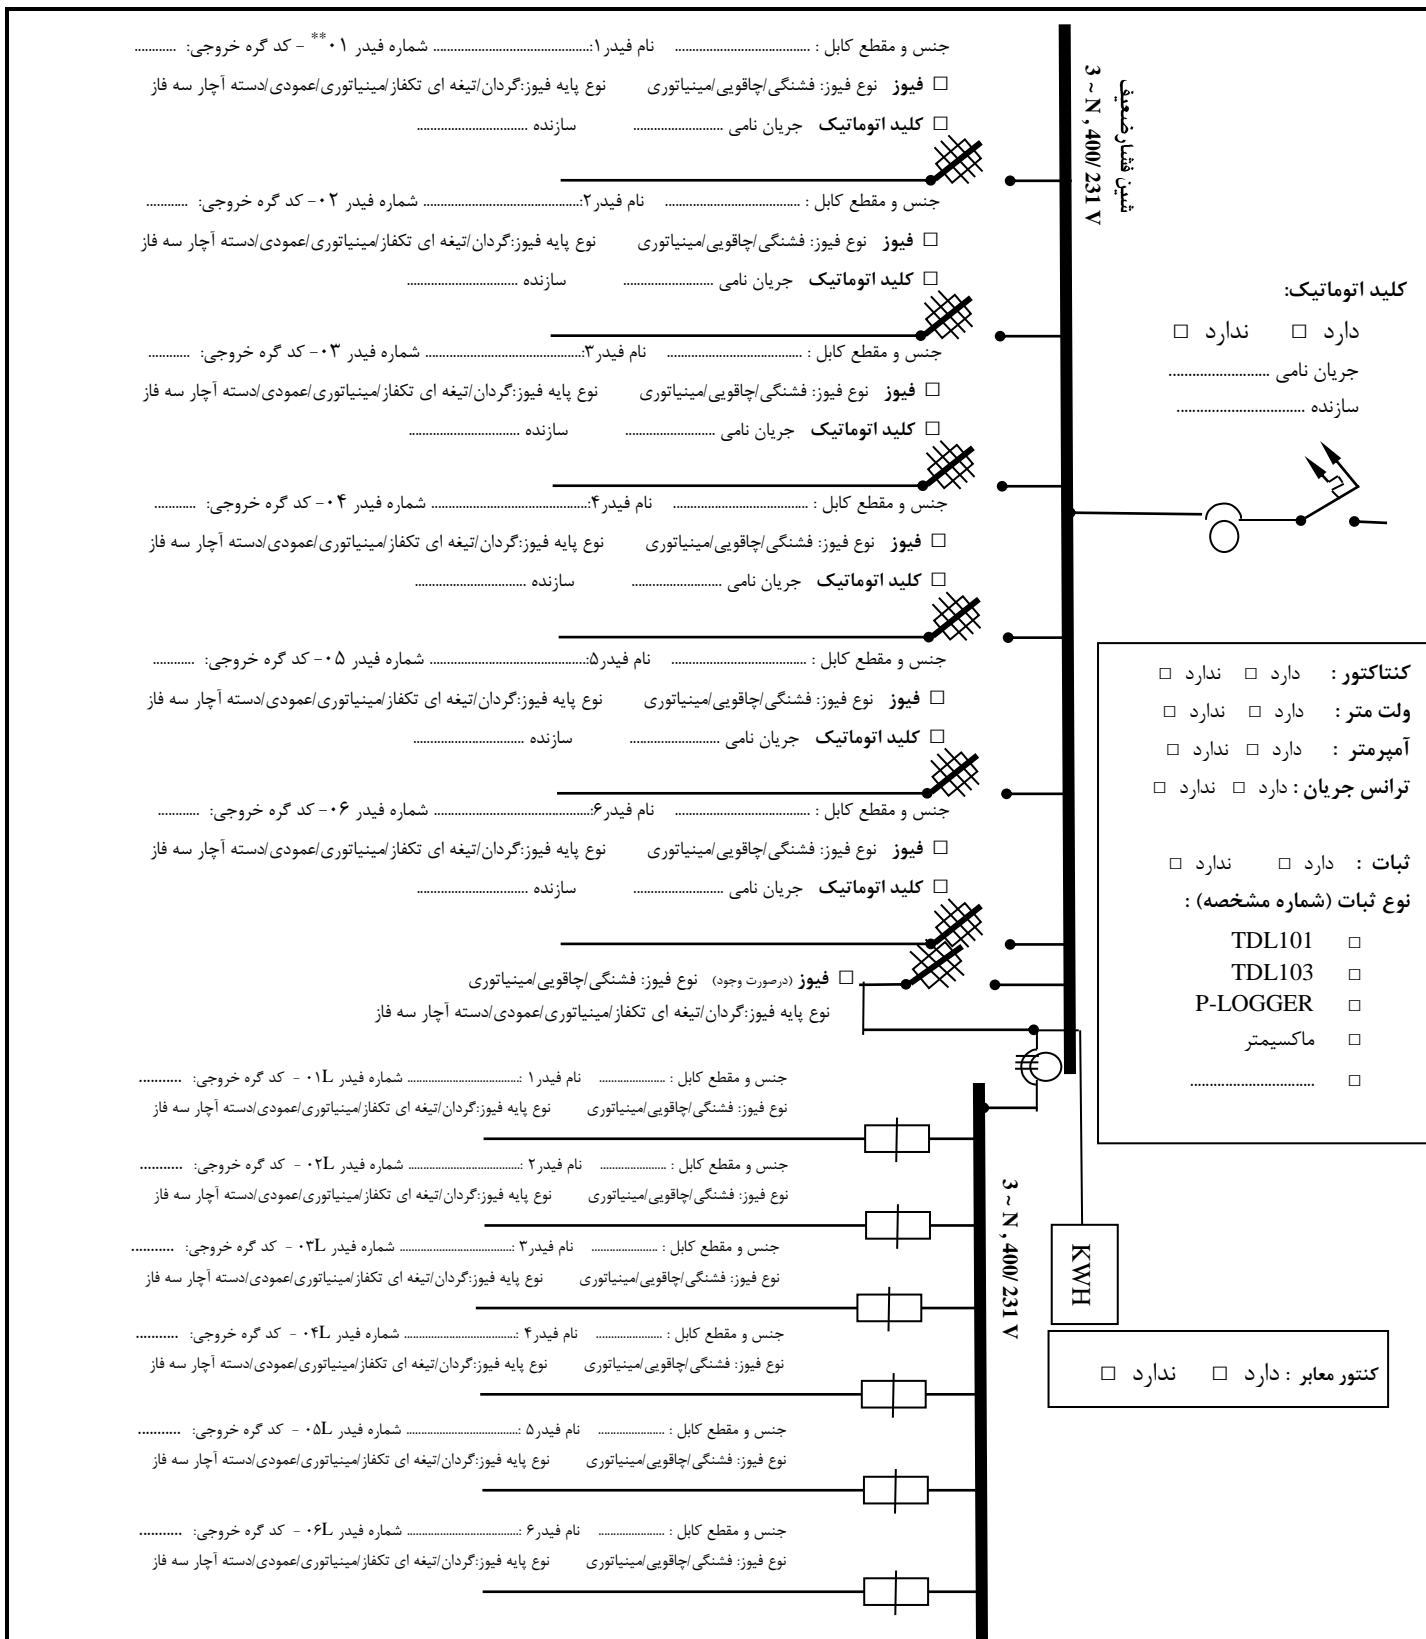 جنس و مقطع کابل : ....................................... نام فیدر۱:............................................. شماره فیدر ۰۱** - کد گره خروجی: ............
□ فیوز نوع فیوز: فشنگی/چاقویی/مینیاتوری نوع پایه فیوز:گردان/تیغه ای تکفاز/مینیاتوری/عمودی/دسته آچار سه فاز
□ کلید اتوماتیک جریان نامی .......................... سازنده ................................
جنس و مقطع کابل : ....................................... نام فیدر۲:............................................. شماره فیدر ۰۲- کد گره خروجی: ............
□ فیوز نوع فیوز: فشنگی/چاقویی/مینیاتوری نوع پایه فیوز:گردان/تیغه ای تکفاز/مینیاتوری/عمودی/دسته آچار سه فاز
□ کلید اتوماتیک جریان نامی .......................... سازنده ................................
جنس و مقطع کابل : ....................................... نام فیدر۳:............................................. شماره فیدر ۰۳- کد گره خروجی: ............
□ فیوز نوع فیوز: فشنگی/چاقویی/مینیاتوری نوع پایه فیوز:گردان/تیغه ای تکفاز/مینیاتوری/عمودی/دسته آچار سه فاز
□ کلید اتوماتیک جریان نامی .......................... سازنده ................................
جنس و مقطع کابل : ....................................... نام فیدر۴:............................................. شماره فیدر ۰۴- کد گره خروجی: ............
□ فیوز نوع فیوز: فشنگی/چاقویی/مینیاتوری نوع پایه فیوز:گردان/تیغه ای تکفاز/مینیاتوری/عمودی/دسته آچار سه فاز
□ کلید اتوماتیک جریان نامی .......................... سازنده ................................
جنس و مقطع کابل : ....................................... نام فیدر۵:............................................. شماره فیدر ۰۵- کد گره خروجی: ............
□ فیوز نوع فیوز: فشنگی/چاقویی/مینیاتوری نوع پایه فیوز:گردان/تیغه ای تکفاز/مینیاتوری/عمودی/دسته آچار سه فاز
□ کلید اتوماتیک جریان نامی .......................... سازنده ................................
جنس و مقطع کابل : ....................................... نام فیدر۶:............................................. شماره فیدر ۰۶- کد گره خروجی: ............
□ فیوز نوع فیوز: فشنگی/چاقویی/مینیاتوری نوع پایه فیوز:گردان/تیغه ای تکفاز/مینیاتوری/عمودی/دسته آچار سه فاز
□ کلید اتوماتیک جریان نامی .......................... سازنده ................................
□ فیوز (درصورت وجود) نوع فیوز: فشنگی/چاقویی/مینیاتوری
نوع پایه فیوز:گردان/تیغه ای تکفاز/مینیاتوری/عمودی/دسته آچار سه فاز
شین فشارضعیف
3 ~ N , 400/ 231 V
کلید اتوماتیک:
دارد □ ندارد □
جریان نامی ..........................
سازنده ................................
کنتاکتور : دارد □ ندارد □
ولت متر : دارد □ ندارد □
آمپرمتر : دارد □ ندارد □
ترانس جریان : دارد □ ندارد □
ثبات : دارد □ ندارد □
نوع ثبات (شماره مشخصه) :
□ TDL101
□ TDL103
□ P-LOGGER
□ ماکسیمتر
□ ...............................
جنس و مقطع کابل : ...................... نام فیدر۱ :..................................... شماره فیدر ۰۱L - کد گره خروجی: ...........
نوع فیوز: فشنگی/چاقویی/مینیاتوری نوع پایه فیوز:گردان/تیغه ای تکفاز/مینیاتوری/عمودی/دسته آچار سه فاز
جنس و مقطع کابل : ...................... نام فیدر۲ :..................................... شماره فیدر ۰۲L - کد گره خروجی: ...........
نوع فیوز: فشنگی/چاقویی/مینیاتوری نوع پایه فیوز:گردان/تیغه ای تکفاز/مینیاتوری/عمودی/دسته آچار سه فاز
جنس و مقطع کابل : ...................... نام فیدر۳ :..................................... شماره فیدر ۰۳L - کد گره خروجی: ...........
نوع فیوز: فشنگی/چاقویی/مینیاتوری نوع پایه فیوز:گردان/تیغه ای تکفاز/مینیاتوری/عمودی/دسته آچار سه فاز
جنس و مقطع کابل : ...................... نام فیدر۴ :..................................... شماره فیدر ۰۴L - کد گره خروجی: ...........
نوع فیوز: فشنگی/چاقویی/مینیاتوری نوع پایه فیوز:گردان/تیغه ای تکفاز/مینیاتوری/عمودی/دسته آچار سه فاز
جنس و مقطع کابل : ...................... نام فیدر۵ :..................................... شماره فیدر ۰۵L - کد گره خروجی: ...........
نوع فیوز: فشنگی/چاقویی/مینیاتوری نوع پایه فیوز:گردان/تیغه ای تکفاز/مینیاتوری/عمودی/دسته آچار سه فاز
جنس و مقطع کابل : ...................... نام فیدر۶ :..................................... شماره فیدر ۰۶L - کد گره خروجی: ...........
نوع فیوز: فشنگی/چاقویی/مینیاتوری نوع پایه فیوز:گردان/تیغه ای تکفاز/مینیاتوری/عمودی/دسته آچار سه فاز
3 ~ N , 400/ 231 V
KWH
کنتور معابر : دارد □ ندارد □